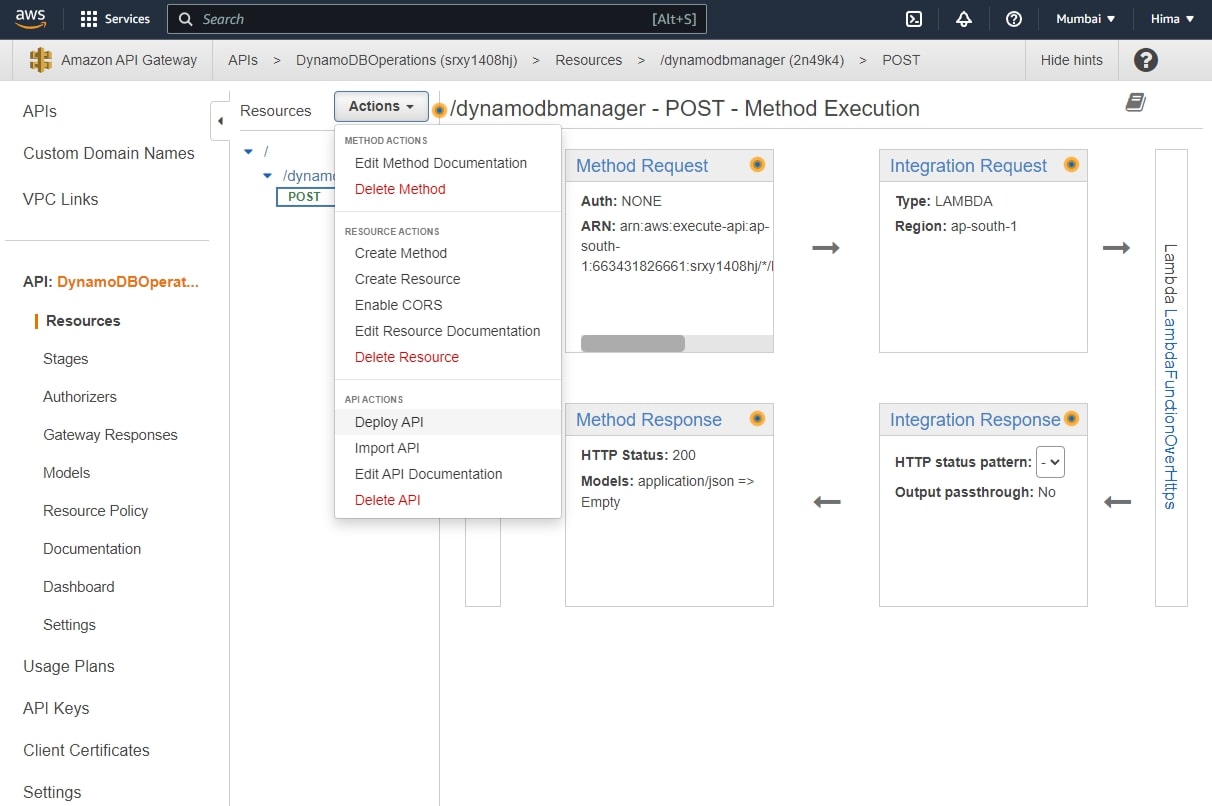 aws Services Search [Alt+S] Mumbai Hima
Amazon API Gateway APIs > DynamoDBOperations (srxy1408hj) > Resources > /dynamodbmanager (2n49k4) > POST Hide hints
APIs
Custom Domain Names
VPC Links
API: DynamoDBOperat...
Resources
Stages
Authorizers
Gateway Responses
Models
Resource Policy
Documentation
Dashboard
Settings
Usage Plans
API Keys
Client Certificates
Settings
Resources
Actions
/
/dynamo
POST
METHOD ACTIONS
Edit Method Documentation
Delete Method
RESOURCE ACTIONS
Create Method
Create Resource
Enable CORS
Edit Resource Documentation
Delete Resource
API ACTIONS
Deploy API
Import API
Edit API Documentation
Delete API
/dynamodbmanager - POST - Method Execution
Method Request
Auth: NONE
ARN: arn:aws:execute-api:ap-
south-
1:663431826661:srxy1408hj/*/
Integration Request
Type: LAMBDA
Region: ap-south-1
Method Response
HTTP Status: 200
Models: application/json =>
Empty
Integration Response
HTTP status pattern: -
Output passthrough: No
Lambda LambdaFunctionOverHttps